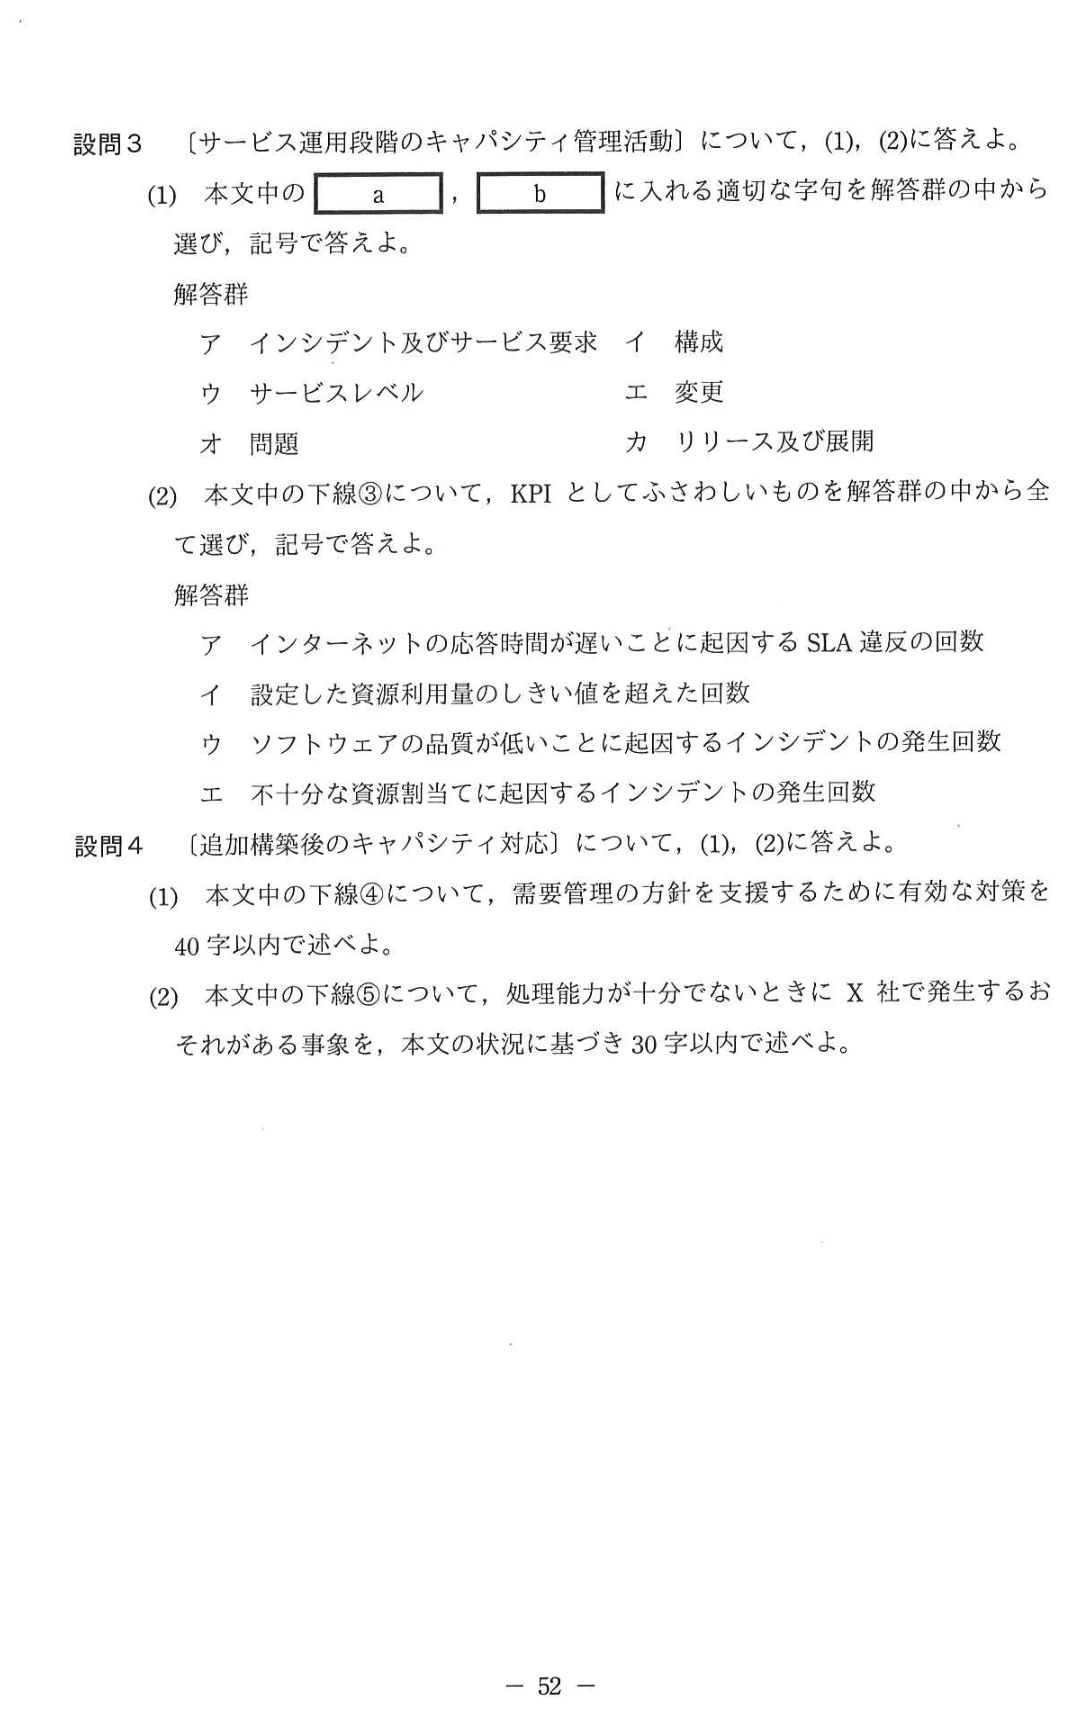 設問3 〔サービス運用段階のキャパシティ管理活動〕について，(1)，(2)に答えよ。
(1) 本文中の a ， b に入れる適切な字句を解答群の中から
選び，記号で答えよ。
解答群
ア インシデント及びサービス要求 イ 構成
ウ サービスレベル エ 変更
オ 問題 カ リリース及び展開
(2) 本文中の下線③について，KPI としてふさわしいものを解答群の中から全
て選び，記号で答えよ。
解答群
ア インターネットの応答時間が遅いことに起因する SLA 違反の回数
イ 設定した資源利用量のしきい値を超えた回数
ウ ソフトウェアの品質が低いことに起因するインシデントの発生回数
エ 不十分な資源割当てに起因するインシデントの発生回数
設問4 〔追加構築後のキャパシティ対応〕について，(1)，(2)に答えよ。
(1) 本文中の下線④について，需要管理の方針を支援するために有効な対策を
40 字以内で述べよ。
(2) 本文中の下線⑤について，処理能力が十分でないときに X 社で発生するお
それがある事象を，本文の状況に基づき 30 字以内で述べよ。
－ 52 －